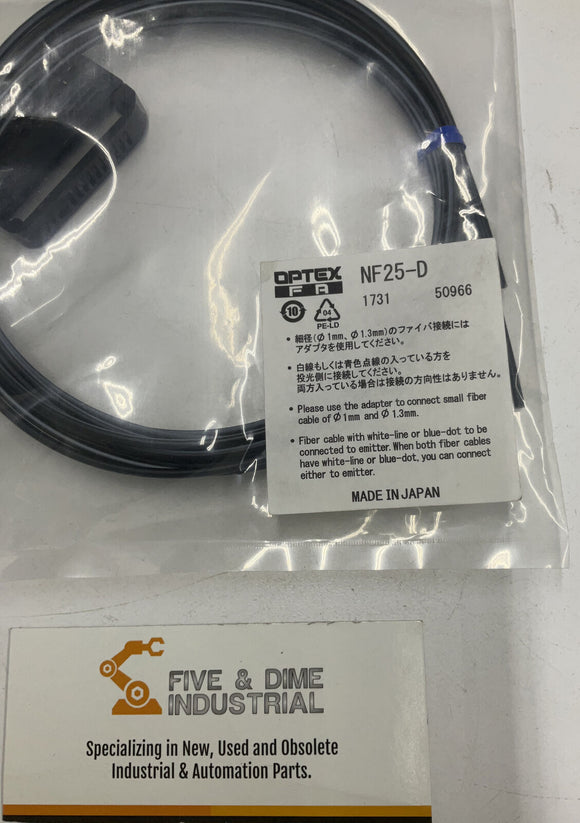 OPTEX
FA
NF25-D
1731 50966
10
04
PE-LD
• 細径(Φ1mm、Φ1.3mm)のファイバ接続には
アダプタを使用してください。
• 白線もしくは青色点線の入っている方を
投光側に接続してください。
両方入っている場合は接続の方向性はありません。
• Please use the adapter to connect small fiber
cable of Φ1mm and Φ1.3mm.
• Fiber cable with white-line or blue-dot to be
connected to emitter. When both fiber cables
have white-line or blue-dot, you can connect
either to emitter.
MADE IN JAPAN
FIVE & DIME
INDUSTRIAL
Specializing in New, Used and Obsolete
Industrial & Automation Parts.